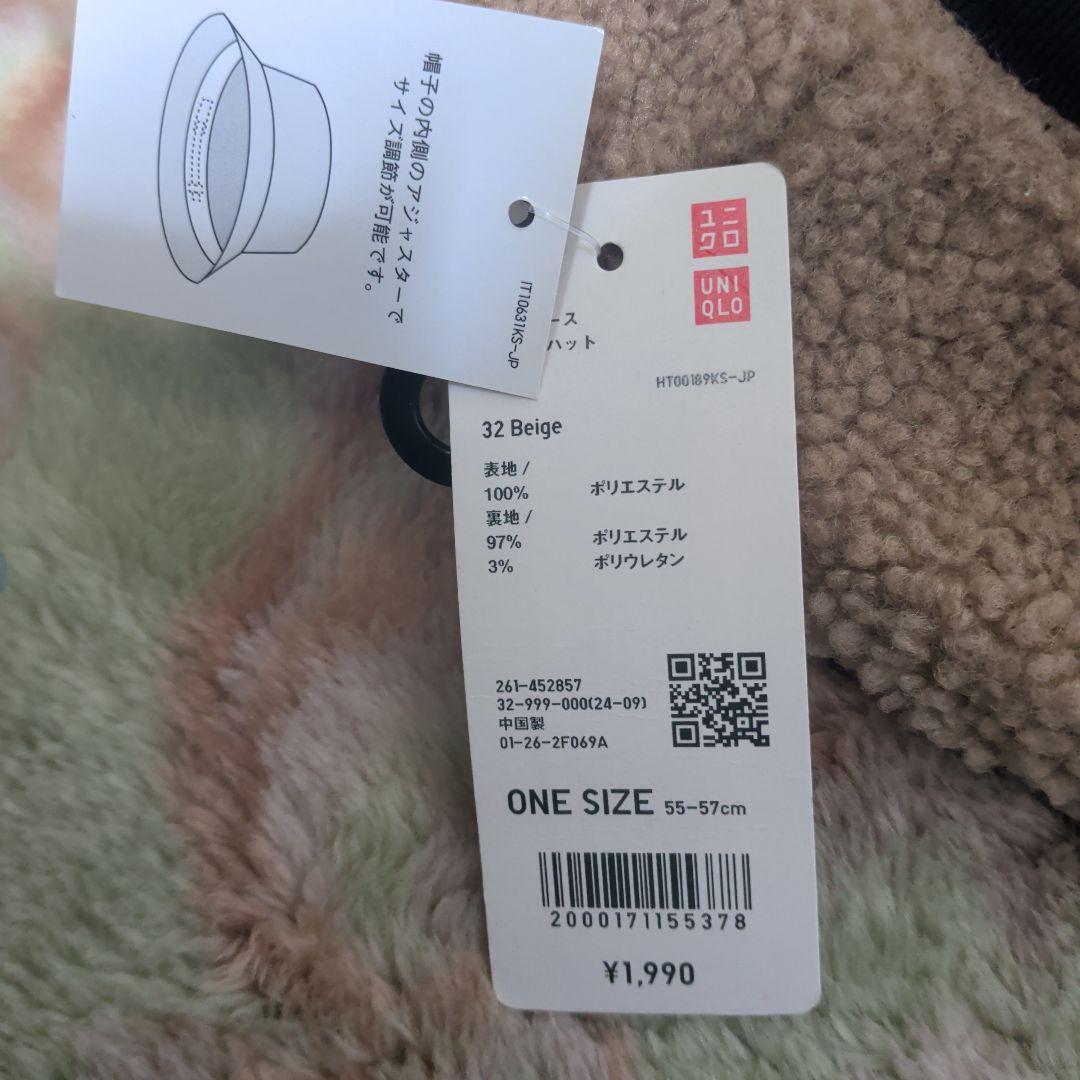 帽子の内側のアジャスターで
サイズ調節が可能です。
IT10631KS-JP
ユニ
クロ
UNI
QLO
ース
ハット
HT00189KS-JP
32 Beige
表地 /
100% ポリエステル
裏地 /
97% ポリエステル
3% ポリウレタン
261-452857
32-999-000(24-09)
中国製
01-26-2F069A
ONE SIZE 55-57cm
2000171155378
¥1,990